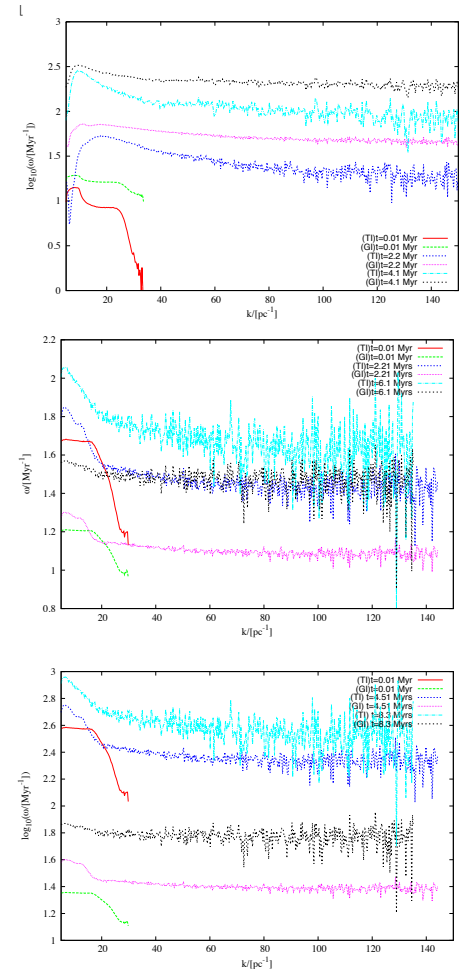 3
2.5
2
1.5
1
0.5
0
log10(ω/[Myr-1])
20 40 60 80 100 120 140
k/[pc-1]
(TI)t=0.01 Myr
(GI)t=0.01 Myr
(TI)t=2.2 Myr
(GI)t=2.2 Myr
(TI)t=4.1 Myr
(GI)t=4.1 Myr
2.2
2
1.8
1.6
1.4
1.2
1
0.8
ω/[Myr-1]
20 40 60 80 100 120 140
k/[pc-1]
(TI)t=0.01 Myr
(GI)t=0.01 Myr
(TI)t=2.21 Myrs
(GI)t=2.21 Myrs
(TI)t=6.1 Myrs
(GI)t=6.1 Myrs
3
2.8
2.6
2.4
2.2
2
1.8
1.6
1.4
1.2
1
log10(ω/[Myr-1])
20 40 60 80 100 120 140
k/[pc-1]
(TI)t=0.01 Myr
(GI)t=0.01 Myr
(TI) t=4.51 Myrs
(GI)t=4.51 Myrs
(TI)t=8.3 Myrs
(GI)t=8.3 Myrs